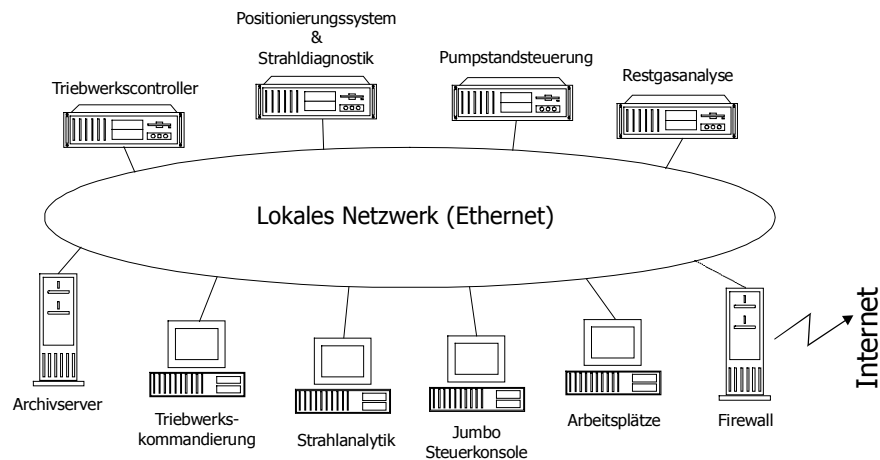 Positionierungssystem
&
Strahldiagnostik
Pumpstandsteuerung
Restgasanalyse
Triebwerkscontroller
Lokales Netzwerk (Ethernet)
Internet
Archivserver
Triebwerks-
kommandierung
Strahlanalytik
Jumbo
Steuerkonsole
Arbeitsplätze
Firewall